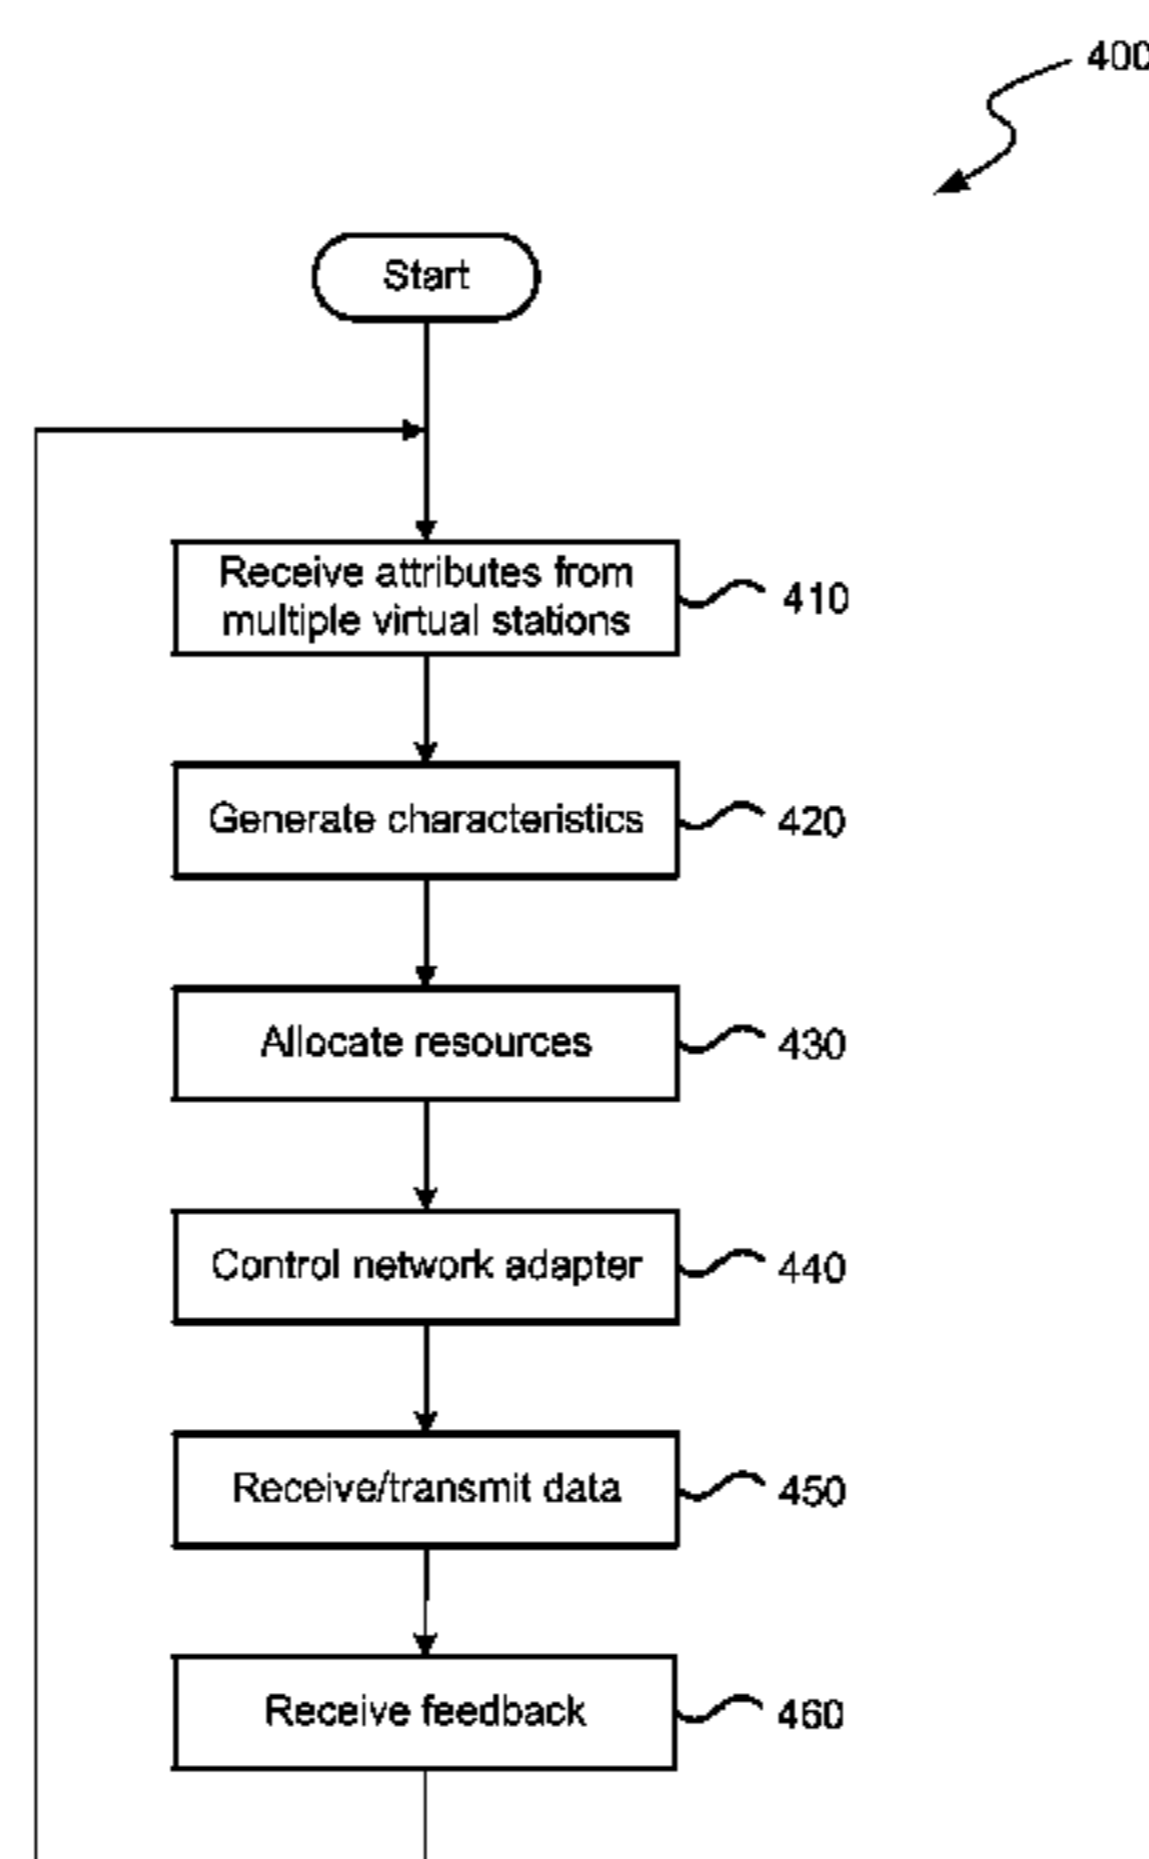 400
Start
Receive attributes from
multiple virtual stations
410
Generate characteristics
420
Allocate resources
430
Control network adapter
440
Receive/transmit data
450
Receive feedback
460